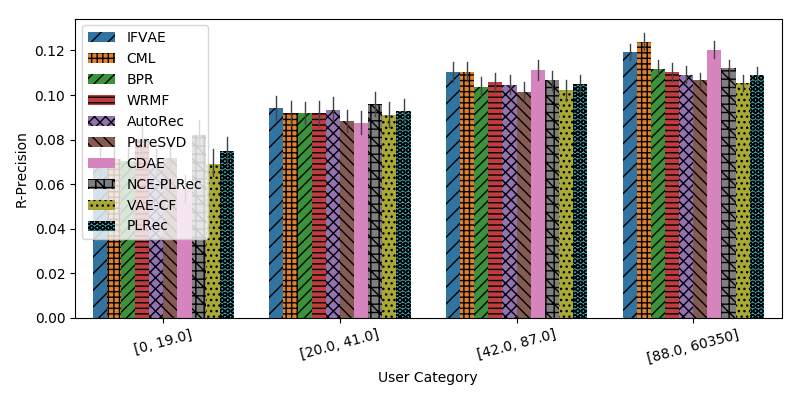 IFVAE
CML
BPR
WRMF
AutoRec
PureSVD
CDAE
NCE-PLRec
VAE-CF
PLRec
0.12
0.10
0.08
0.06
0.04
0.02
0.00
R-Precision
[0, 19.0]
[20.0, 41.0]
[42.0, 87.0]
[88.0, 60350]
User Category